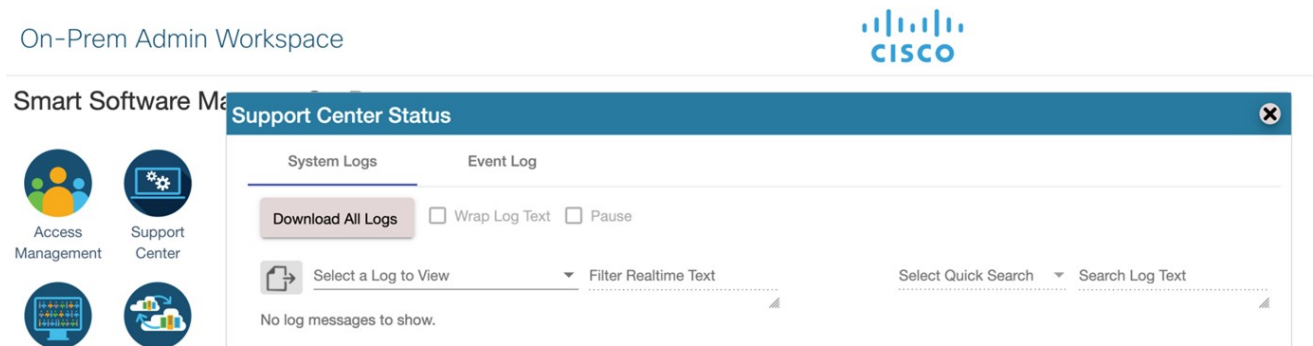 On-Prem Admin Workspace
CISCO
Smart Software
Support Center Status
System Logs
Event Log
Download All Logs
Wrap Log Text
Pause
Access
Management
Support
Center
Select a Log to View
Filter Realtime Text
Select Quick Search
Search Log Text
No log messages to show.